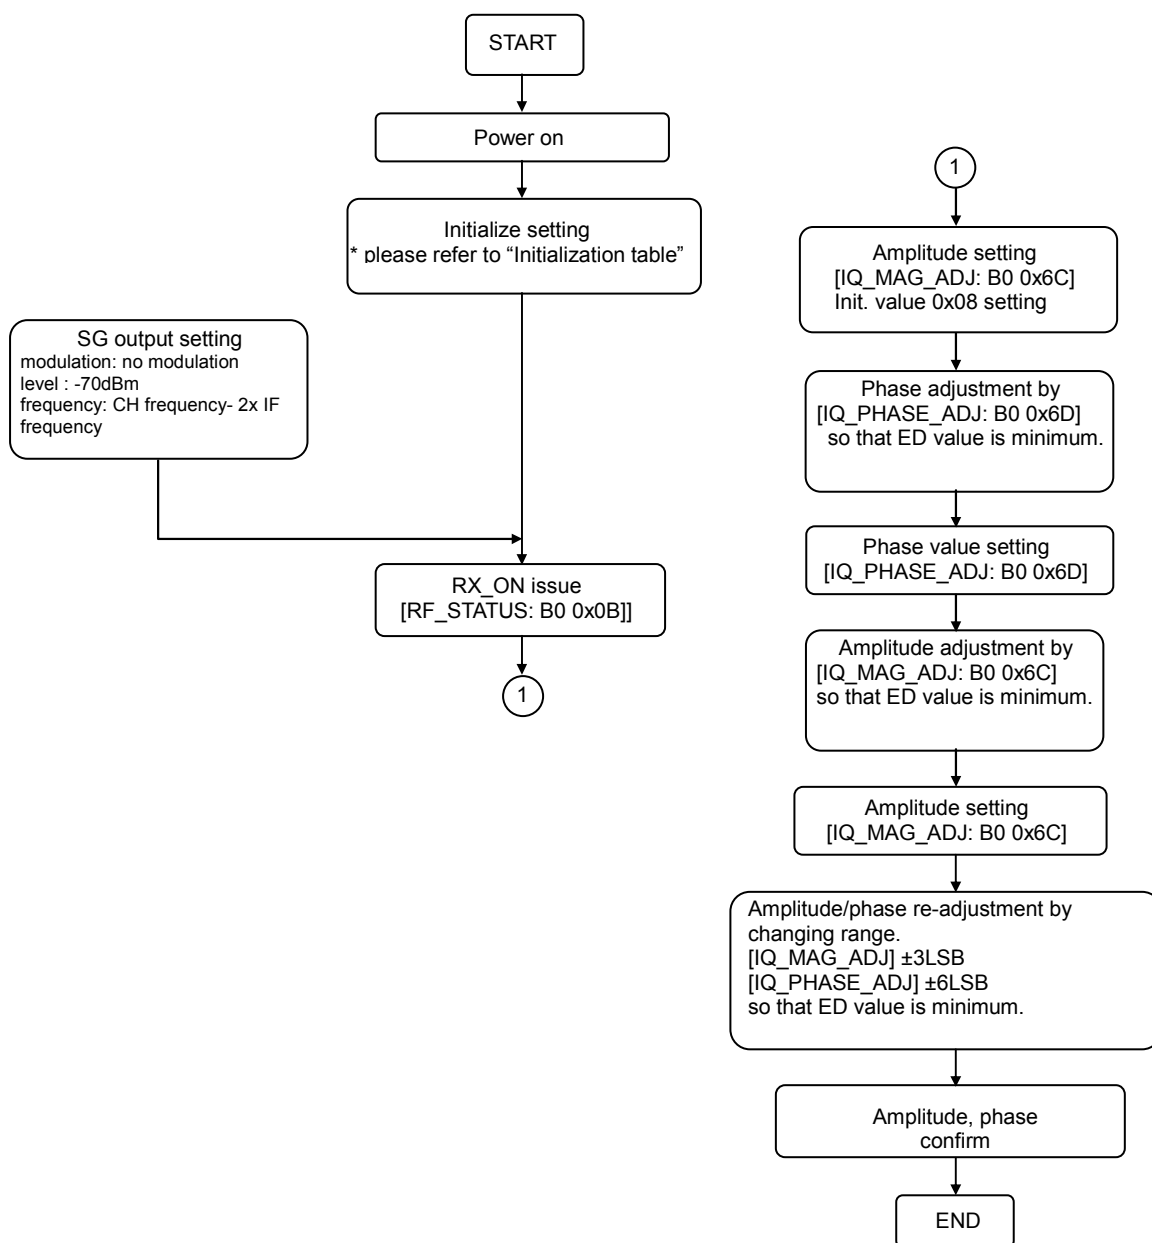 START
Power on
Initialize setting
* please refer to “Initialization table”
SG output setting
modulation: no modulation
level : -70dBm
frequency: CH frequency- 2x IF
frequency
RX_ON issue
[RF_STATUS: B0 0x0B]]
1
1
Amplitude setting
[IQ_MAG_ADJ: B0 0x6C]
Init. value 0x08 setting
Phase adjustment by
[IQ_PHASE_ADJ: B0 0x6D]
so that ED value is minimum.
Phase value setting
[IQ_PHASE_ADJ: B0 0x6D]
Amplitude adjustment by
[IQ_MAG_ADJ: B0 0x6C]
so that ED value is minimum.
Amplitude setting
[IQ_MAG_ADJ: B0 0x6C]
Amplitude/phase re-adjustment by
changing range.
[IQ_MAG_ADJ] ±3LSB
[IQ_PHASE_ADJ] ±6LSB
so that ED value is minimum.
Amplitude, phase
confirm
END